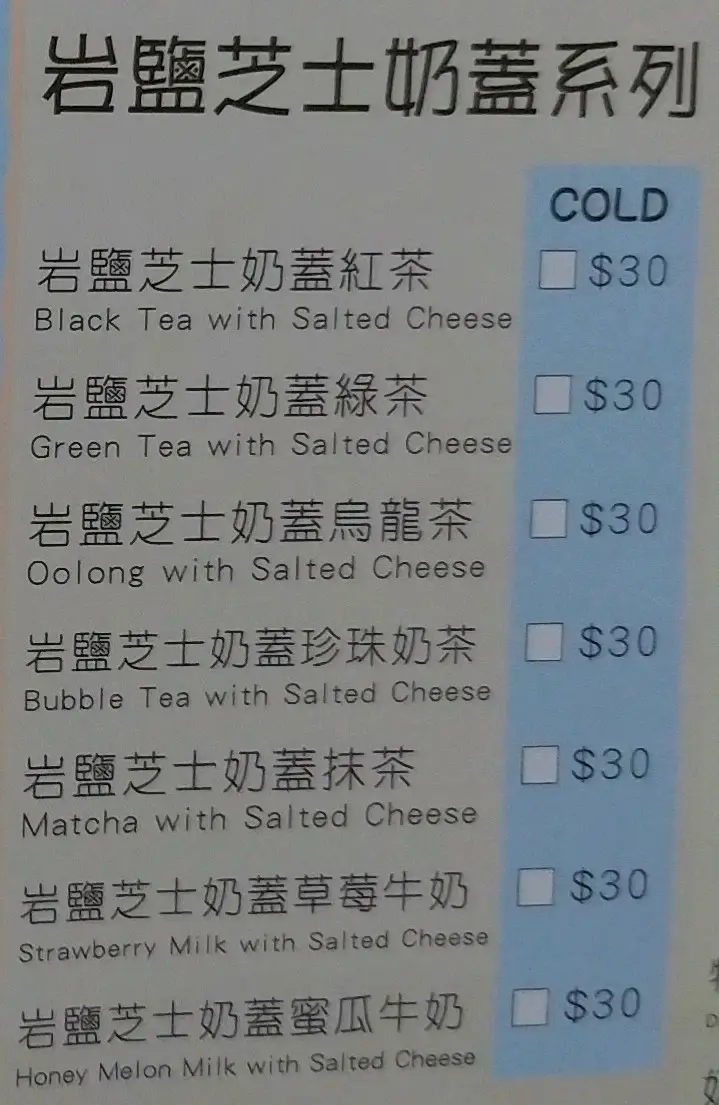 岩鹽芝士奶蓋系列
COLD
岩鹽芝士奶蓋紅茶 $30
Black Tea with Salted Cheese
岩鹽芝士奶蓋綠茶 $30
Green Tea with Salted Cheese
岩鹽芝士奶蓋烏龍茶 $30
Oolong with Salted Cheese
岩鹽芝士奶蓋珍珠奶茶 $30
Bubble Tea with Salted Cheese
岩鹽芝士奶蓋抹茶 $30
Matcha with Salted Cheese
岩鹽芝士奶蓋草莓牛奶 $30
Strawberry Milk with Salted Cheese
岩鹽芝士奶蓋蜜瓜牛奶 $30
Honey Melon Milk with Salted Cheese